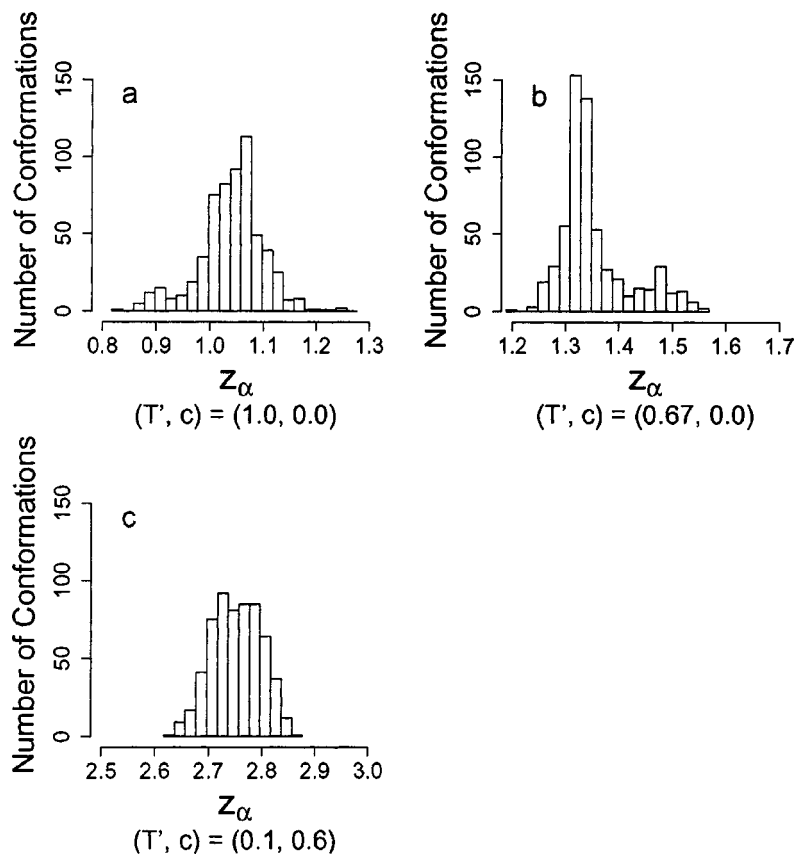 Number of Conformations
150
100
50
0
a
0.8 0.9 1.0 1.1 1.2 1.3
zα
(T', c) = (1.0, 0.0)
Number of Conformations
150
100
50
0
b
1.2 1.3 1.4 1.5 1.6 1.7
zα
(T', c) = (0.67, 0.0)
Number of Conformations
150
100
50
0
c
2.5 2.6 2.7 2.8 2.9 3.0
zα
(T', c) = (0.1, 0.6)